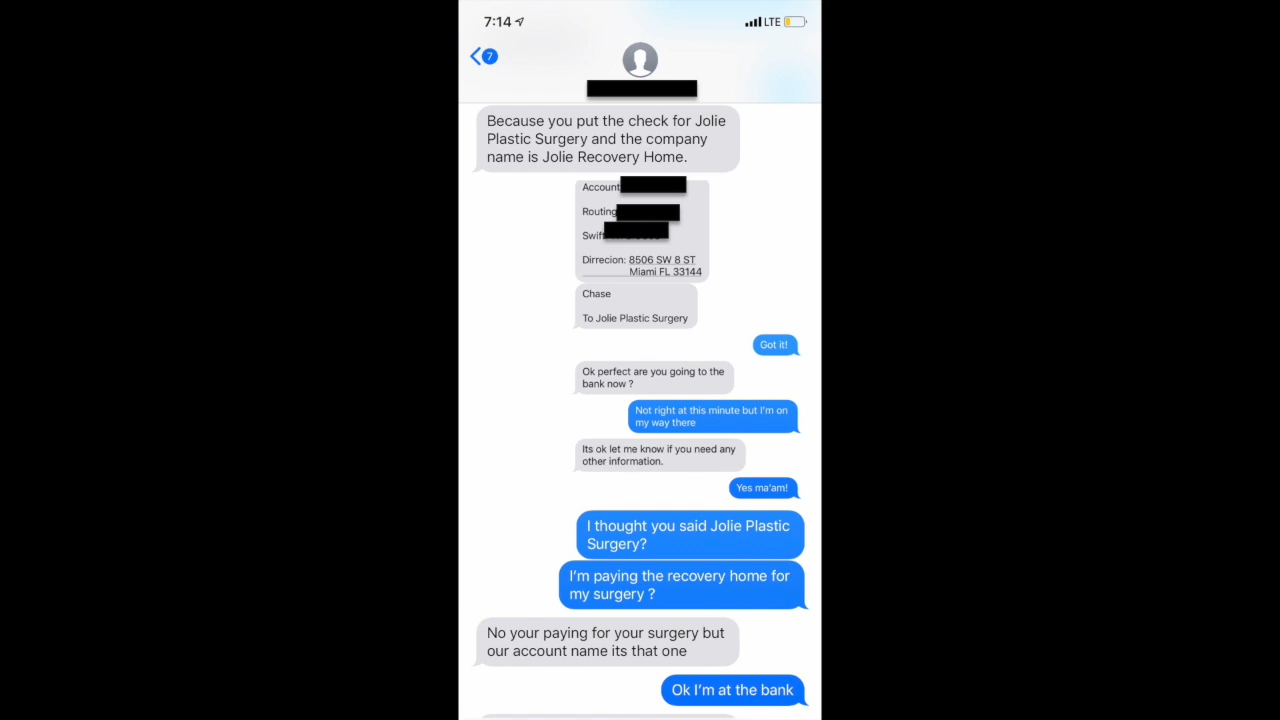 7:14
LTE
7
Because you put the check for Jolie
Plastic Surgery and the company
name is Jolie Recovery Home.
Account
Routing
Swift
Dirrecion: 8506 SW 8 ST
Miami FL 33144
Chase
To Jolie Plastic Surgery
Got it!
Ok perfect are you going to the
bank now ?
Not right at this minute but I'm on
my way there
Its ok let me know if you need any
other information.
Yes ma'am!
I thought you said Jolie Plastic
Surgery?
I'm paying the recovery home for
my surgery ?
No your paying for your surgery but
our account name its that one
Ok I'm at the bank